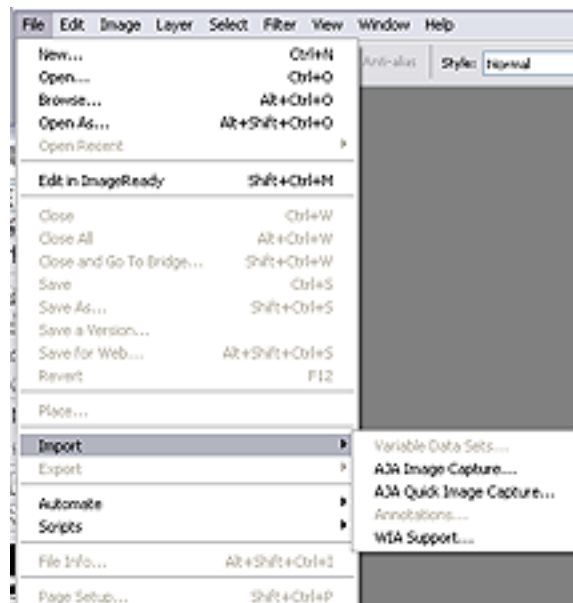 File Edit Image Layer Select Filter View Window Help
Anti-alias Style: Normal
New... Ctrl+N
Open... Ctrl+O
Browse... Alt+Ctrl+O
Open As... Alt+Shift+Ctrl+O
Open Recent
Edit in ImageReady Shift+Ctrl+M
Close Ctrl+W
Close All Alt+Ctrl+W
Close and Go To Bridge... Shift+Ctrl+W
Save Ctrl+S
Save As... Shift+Ctrl+S
Save a Version...
Save for Web... Alt+Shift+Ctrl+S
Revert F12
Place...
Import
Export
Automate
Scripts
File Info... Alt+Shift+Ctrl+I
Page Setup... Shift+Ctrl+P
Variable Data Sets....
AJA Image Capture....
AJA Quick Image Capture...
Annotations....
WIA Support....